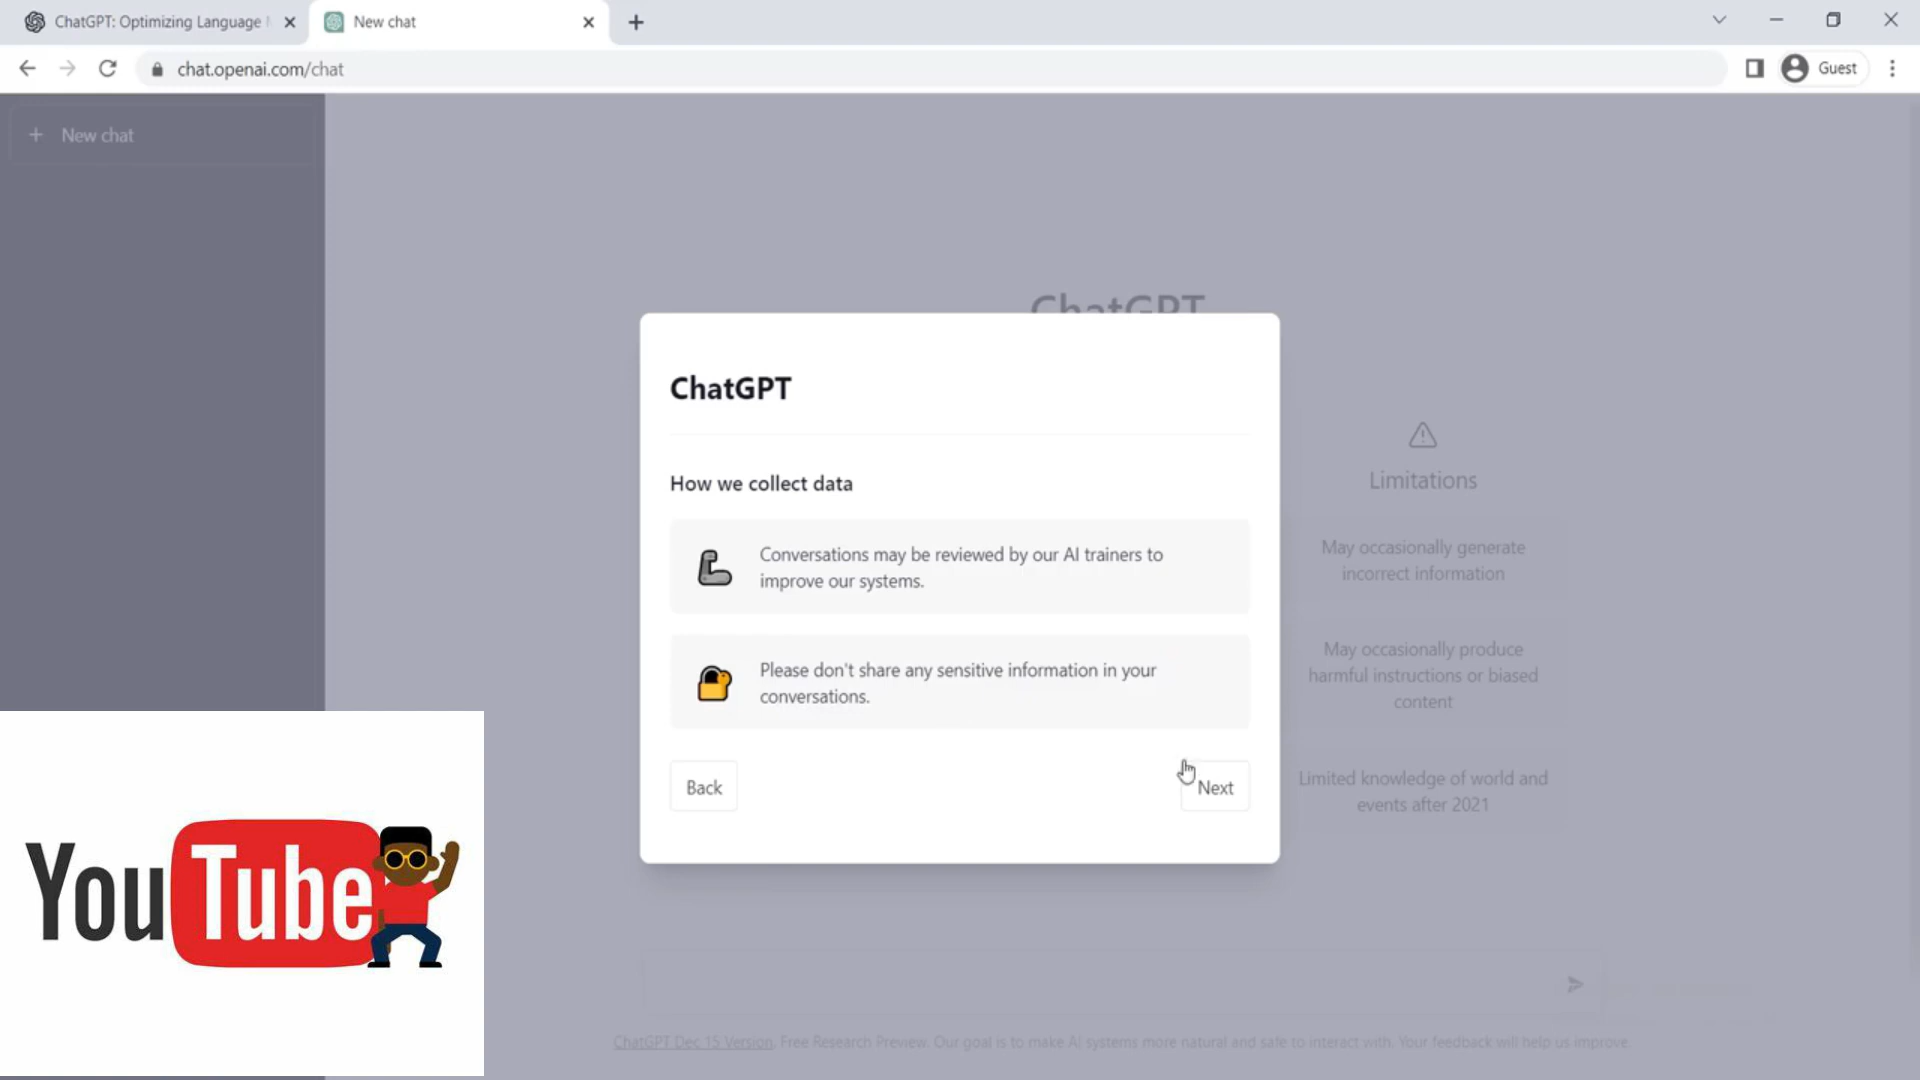 ChatGPT: Optimizing Language
New chat
chat.openai.com/chat
Guest
New chat
ChatGPT
ChatGPT
How we collect data
Conversations may be reviewed by our AI trainers to
improve our systems.
Please don't share any sensitive information in your
conversations.
Back
Next
Limitations
May occasionally generate
incorrect information
May occasionally produce
harmful instructions or biased
content
Limited knowledge of world and
events after 2021
YouTube
ChatGPT Dec 15 Version. Free Research Preview. Our goal is to make AI systems more natural and safe to interact with. Your feedback will help us improve.